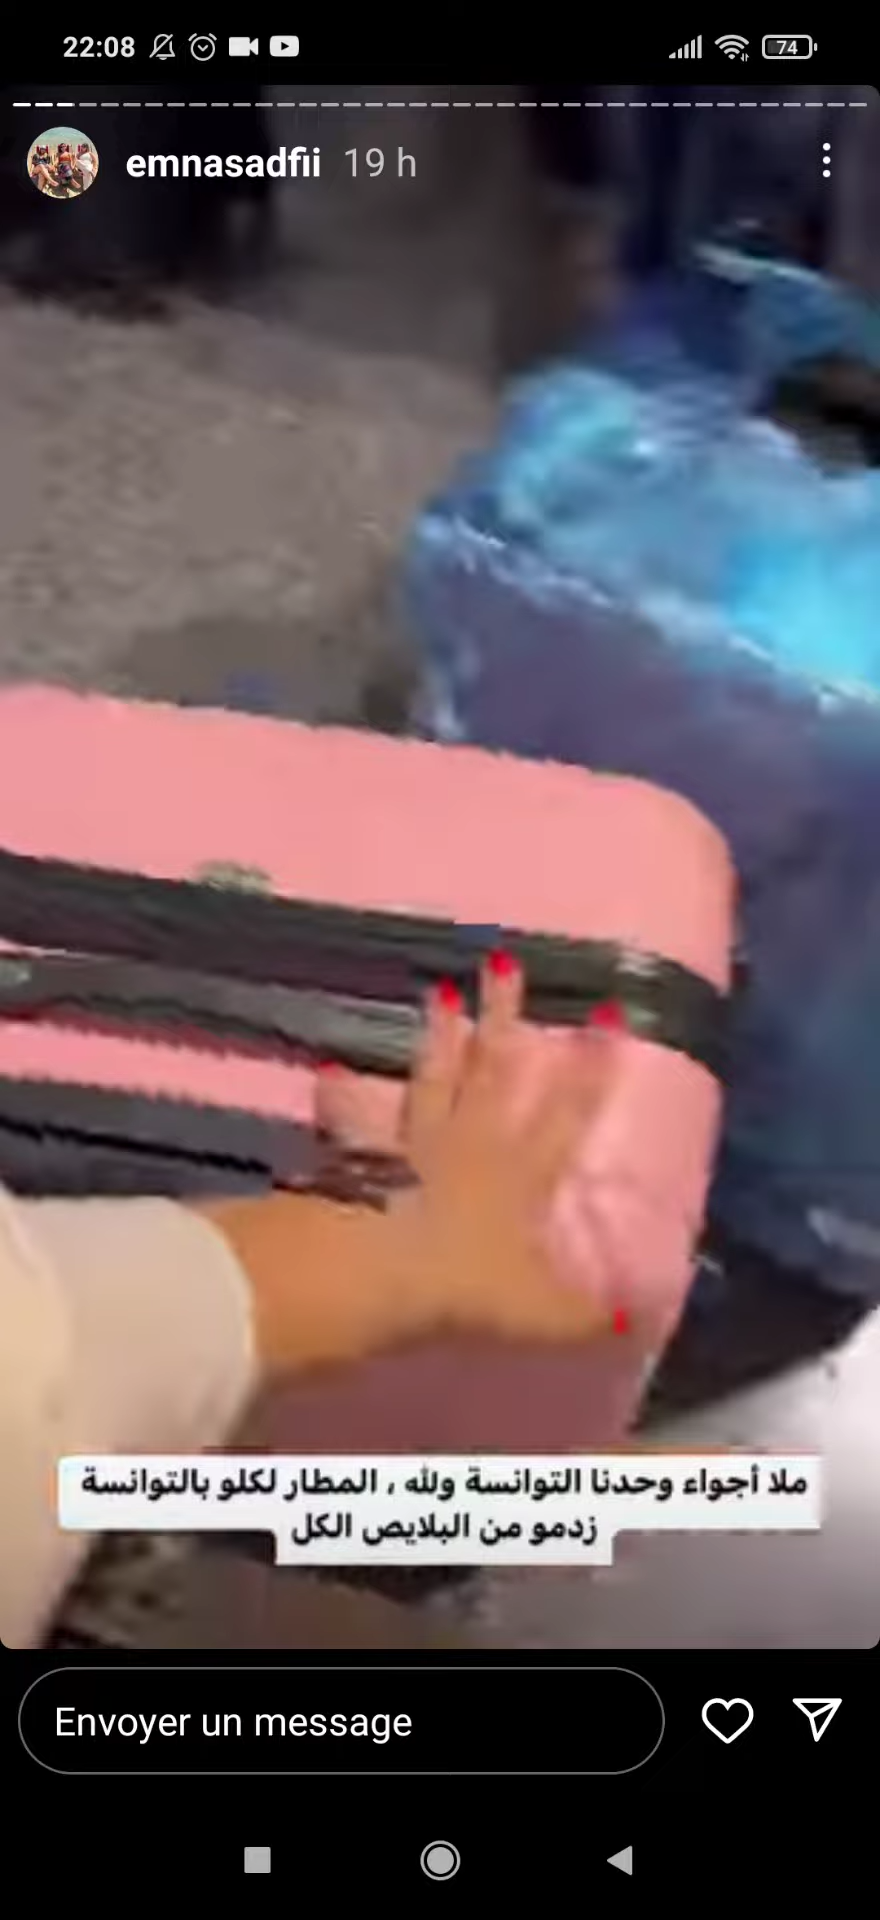 22:08
74
emnasadfii 19 h
ملا أجواء وحدنا التوانسة ولله ، المطار لكلو بالتوانسة
زدمو من البلايص الكل
Envoyer un message